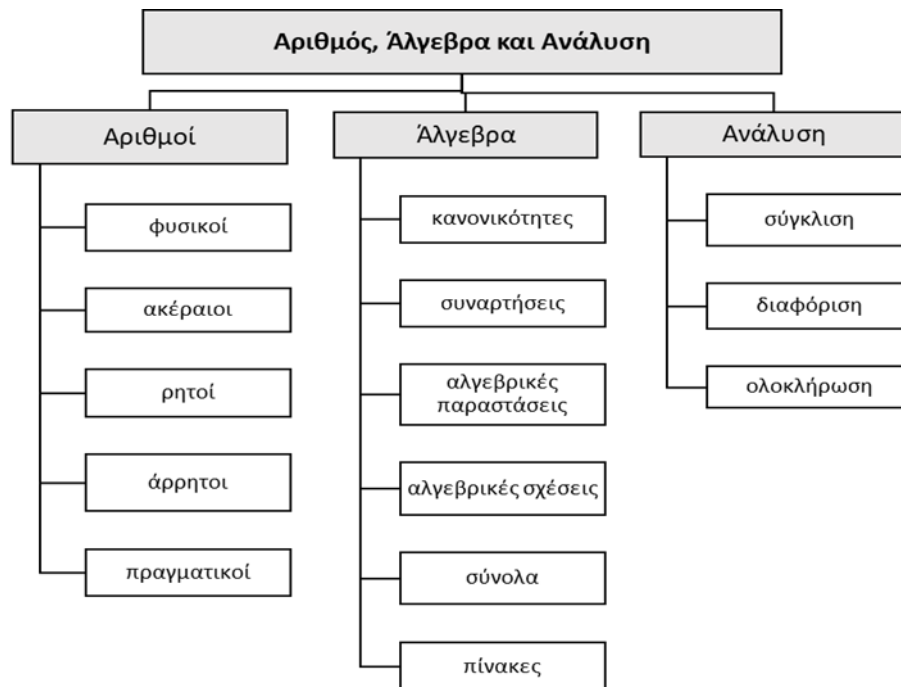 Αριθμός, Άλγεβρα και Ανάλυση
Αριθμοί
φυσικοί
ακέραιοι
ρητοί
άρρητοι
πραγματικοί
Άλγεβρα
κανονικότητες
συναρτήσεις
αλγεβρικές
παραστάσεις
αλγεβρικές σχέσεις
σύνολα
πίνακες
Ανάλυση
σύγκλιση
διαφόριση
ολοκλήρωση